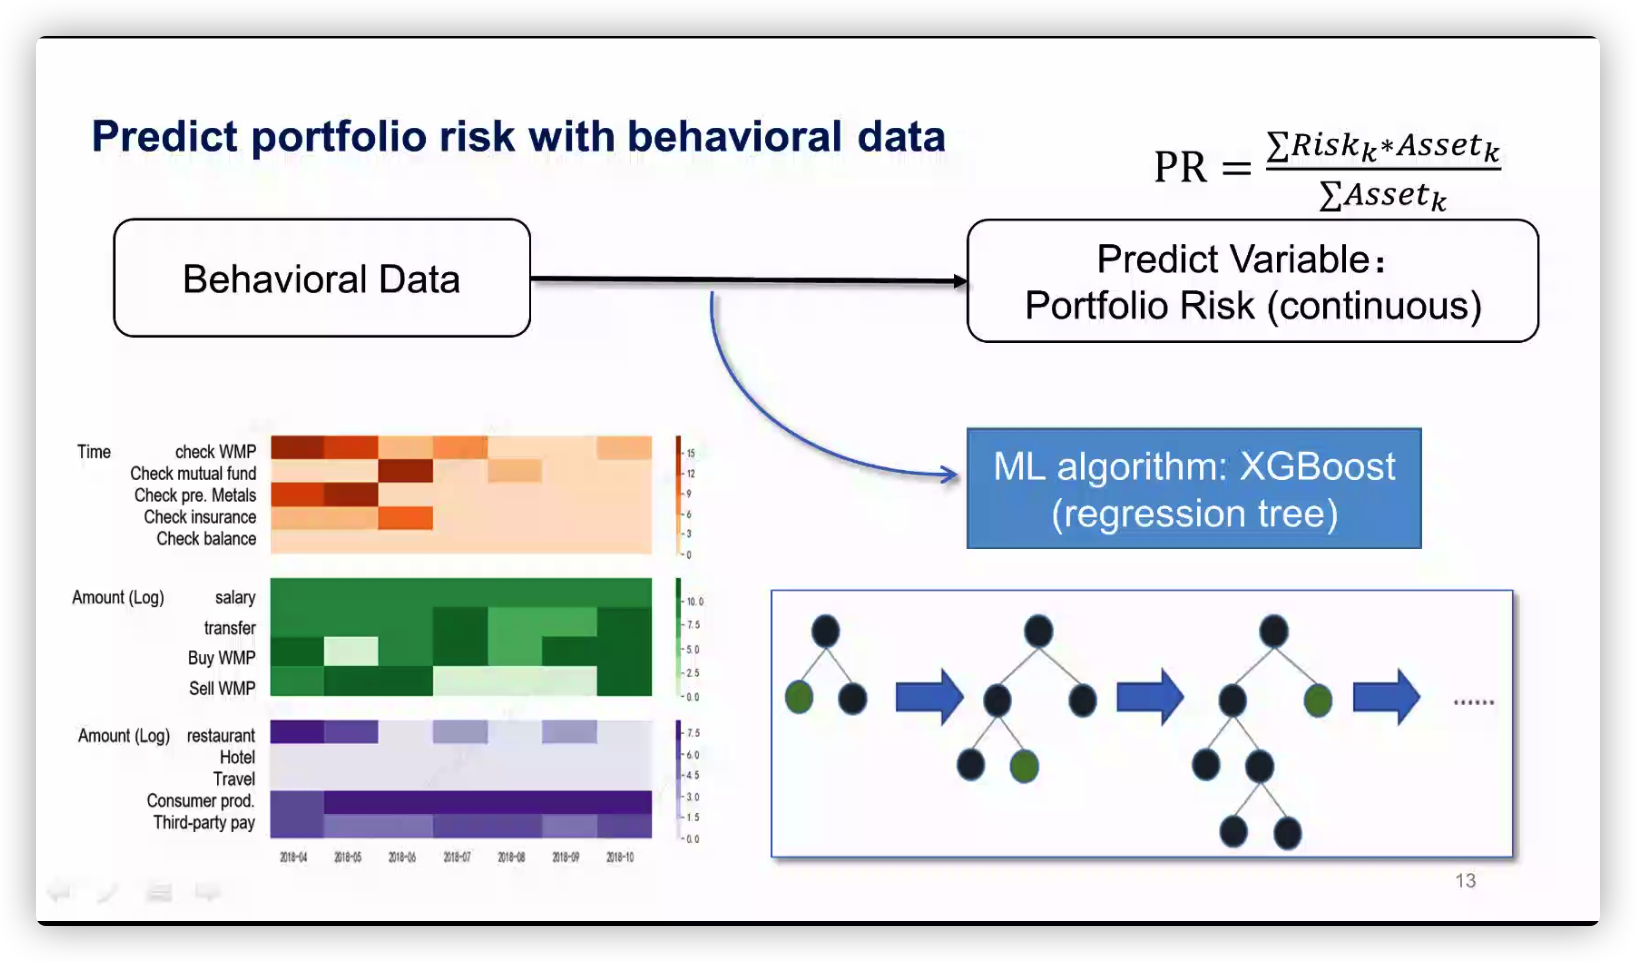 Predict portfolio risk with behavioral data
PR = ∑Risk_k*Asset_k / ∑Asset_k
Behavioral Data
Predict Variable：
Portfolio Risk (continuous)
ML algorithm: XGBoost
(regression tree)
Time
check WMP
Check mutual fund
Check pre. Metals
Check insurance
Check balance
15
12
9
6
3
0
Amount (Log)
salary
transfer
Buy WMP
Sell WMP
10.0
7.5
5.0
2.5
0.0
Amount (Log)
restaurant
Hotel
Travel
Consumer prod.
Third-party pay
7.5
6.0
4.5
3.0
1.5
0.0
2018-04 2018-05 2018-06 2018-07 2018-08 2018-09 2018-10
......
13